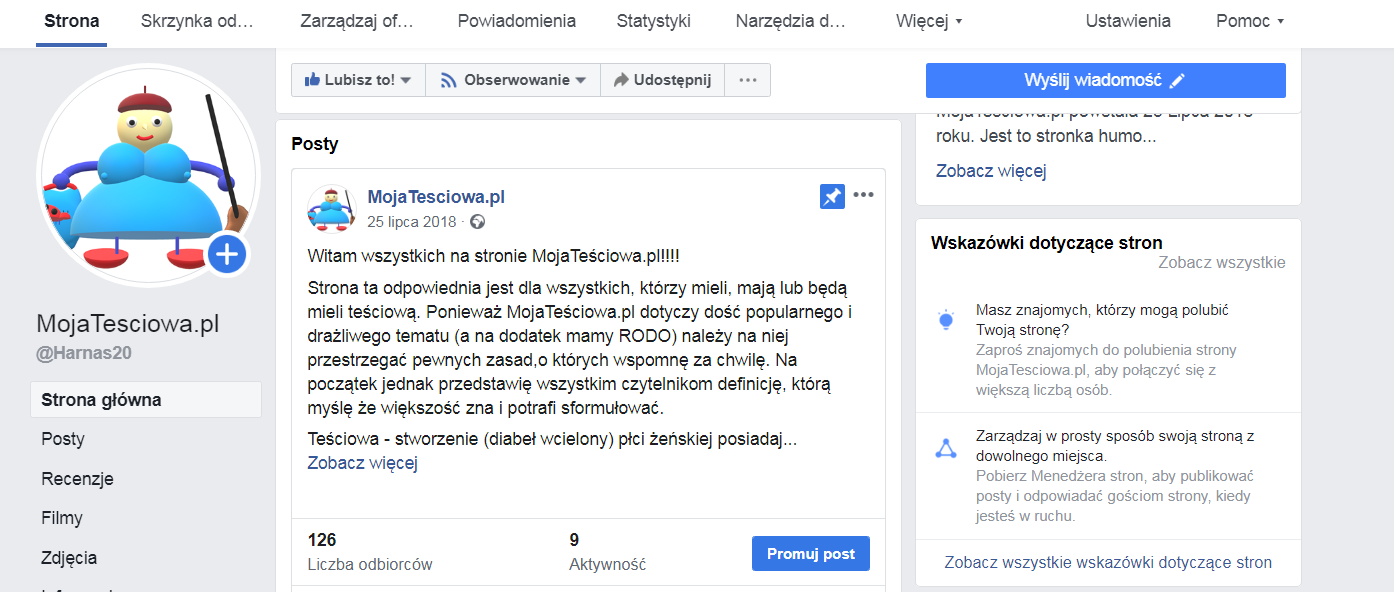 Strona
Skrzynka od...
Zarządzaj of...
Powiadomienia
Statystyki
Narzędzia d...
Więcej
Ustawienia
Pomoc
Lubisz to!
Obserwowanie
Udostępnij
Wyślij wiadomość
MojaTesciowa.pl
@Harnas20
Strona główna
Posty
Recenzje
Filmy
Zdjęcia
Posty
MojaTesciowa.pl
25 lipca 2018 ·
Witam wszystkich na stronie MojaTeściowa.pl!!!!
Strona ta odpowiednia jest dla wszystkich, którzy mieli, mają lub będą
mieli teściową. Ponieważ MojaTeściowa.pl dotyczy dość popularnego i
drażliwego tematu (a na dodatek mamy RODO) należy na niej
przestrzegać pewnych zasad,o których wspomnę za chwilę. Na
początek jednak przedstawię wszystkim czytelnikom definicję, którą
myślę że większość zna i potrafi sformułować.
Teściowa - stworzenie (diabeł wcielony) płci żeńskiej posiadaj...
Zobacz więcej
126
Liczba odbiorców
9
Aktywność
Promuj post
roku. Jest to stronka humo...
Zobacz więcej
Wskazówki dotyczące stron
Zobacz wszystkie
Masz znajomych, którzy mogą polubić
Twoją stronę?
Zaproś znajomych do polubienia strony
MojaTesciowa.pl, aby połączyć się z
większą liczbą osób.
Zarządzaj w prosty sposób swoją stroną z
dowolnego miejsca.
Pobierz Menedżera stron, aby publikować
posty i odpowiadać gościom strony, kiedy
jesteś w ruchu.
Zobacz wszystkie wskazówki dotyczące stron